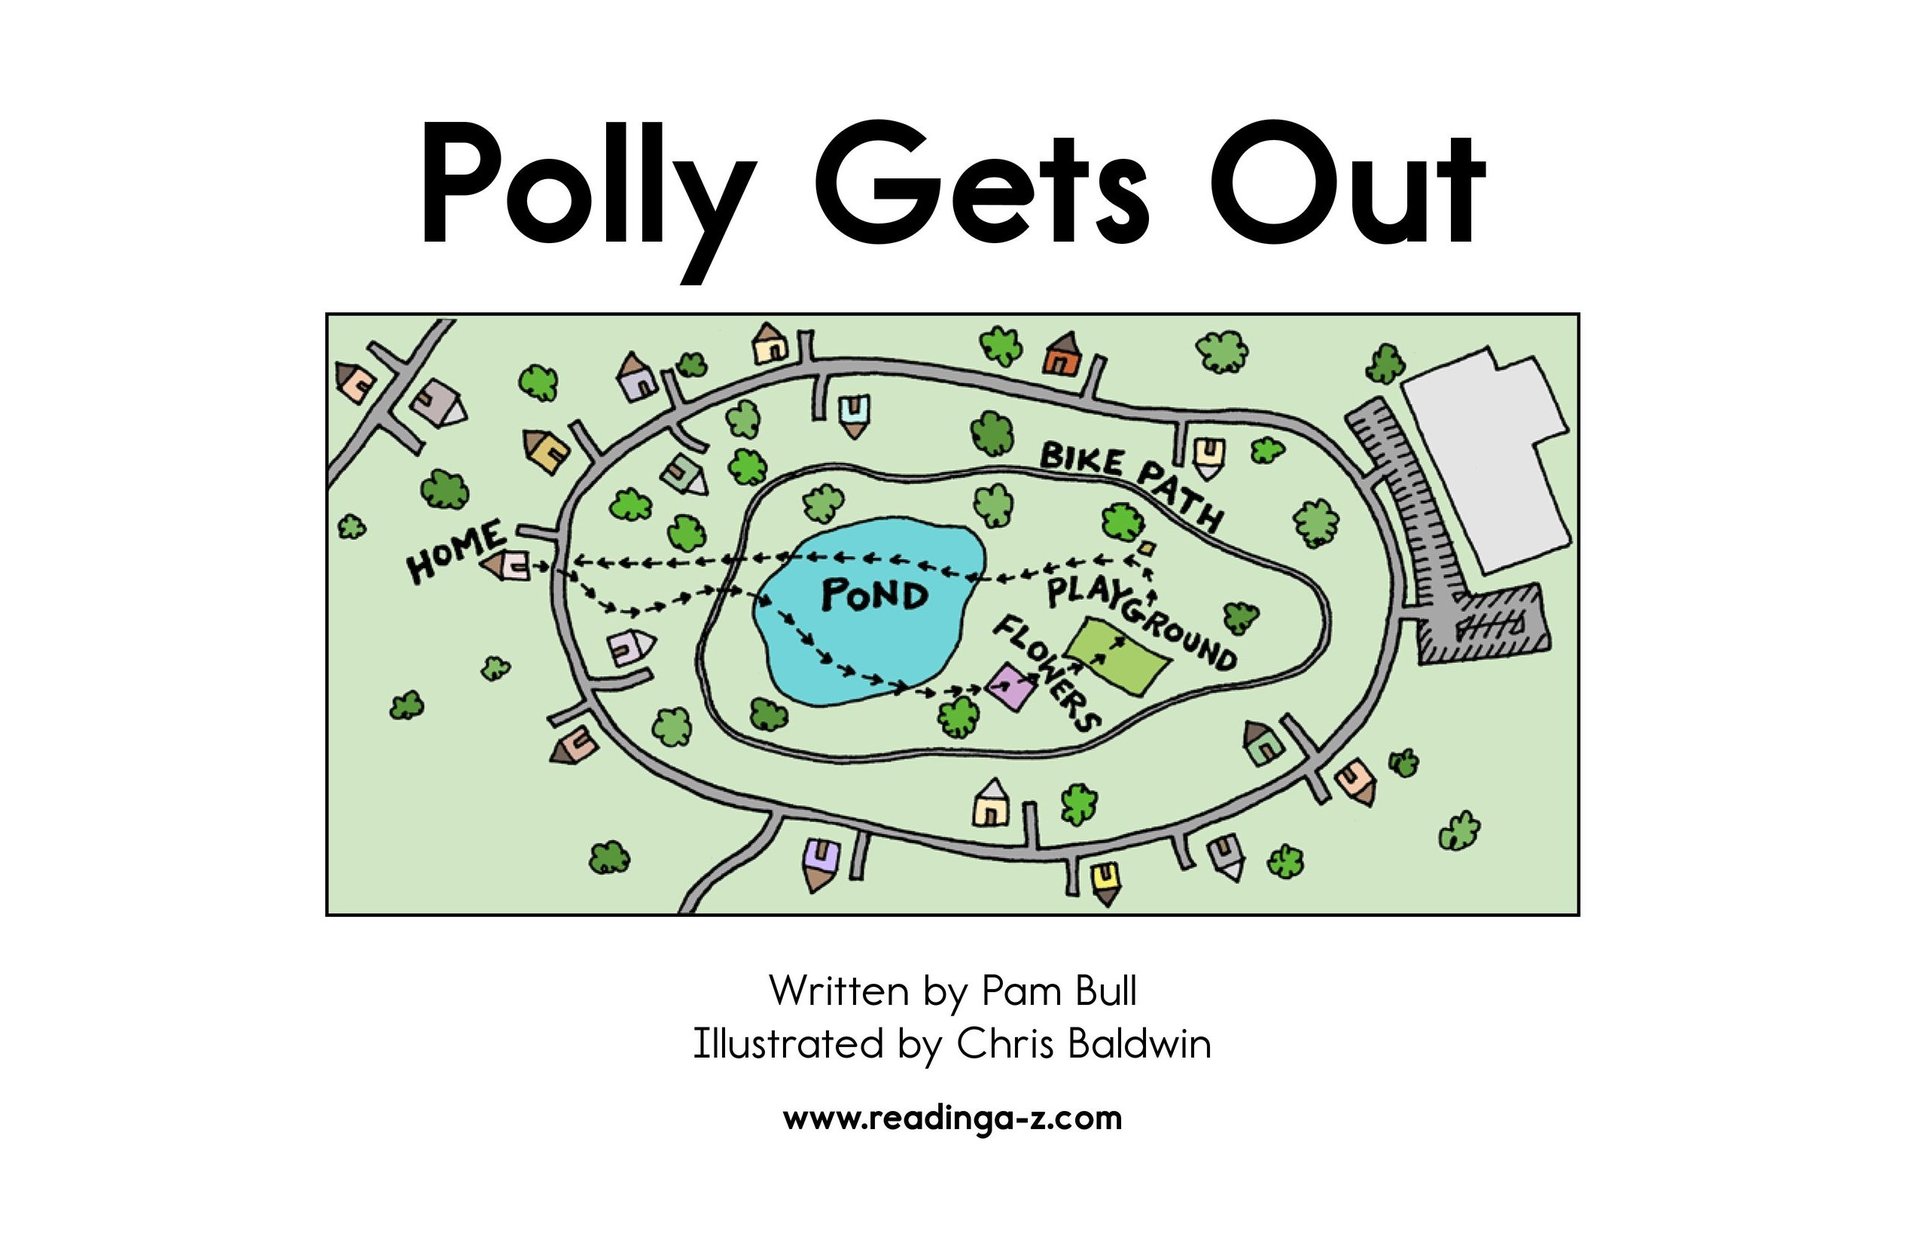 Polly Gets Out
BIKE PATH
HOME
POND
PLAYGROUND
FLOWERS
Written by Pam Bull
Illustrated by Chris Baldwin
www.readinga-z.com